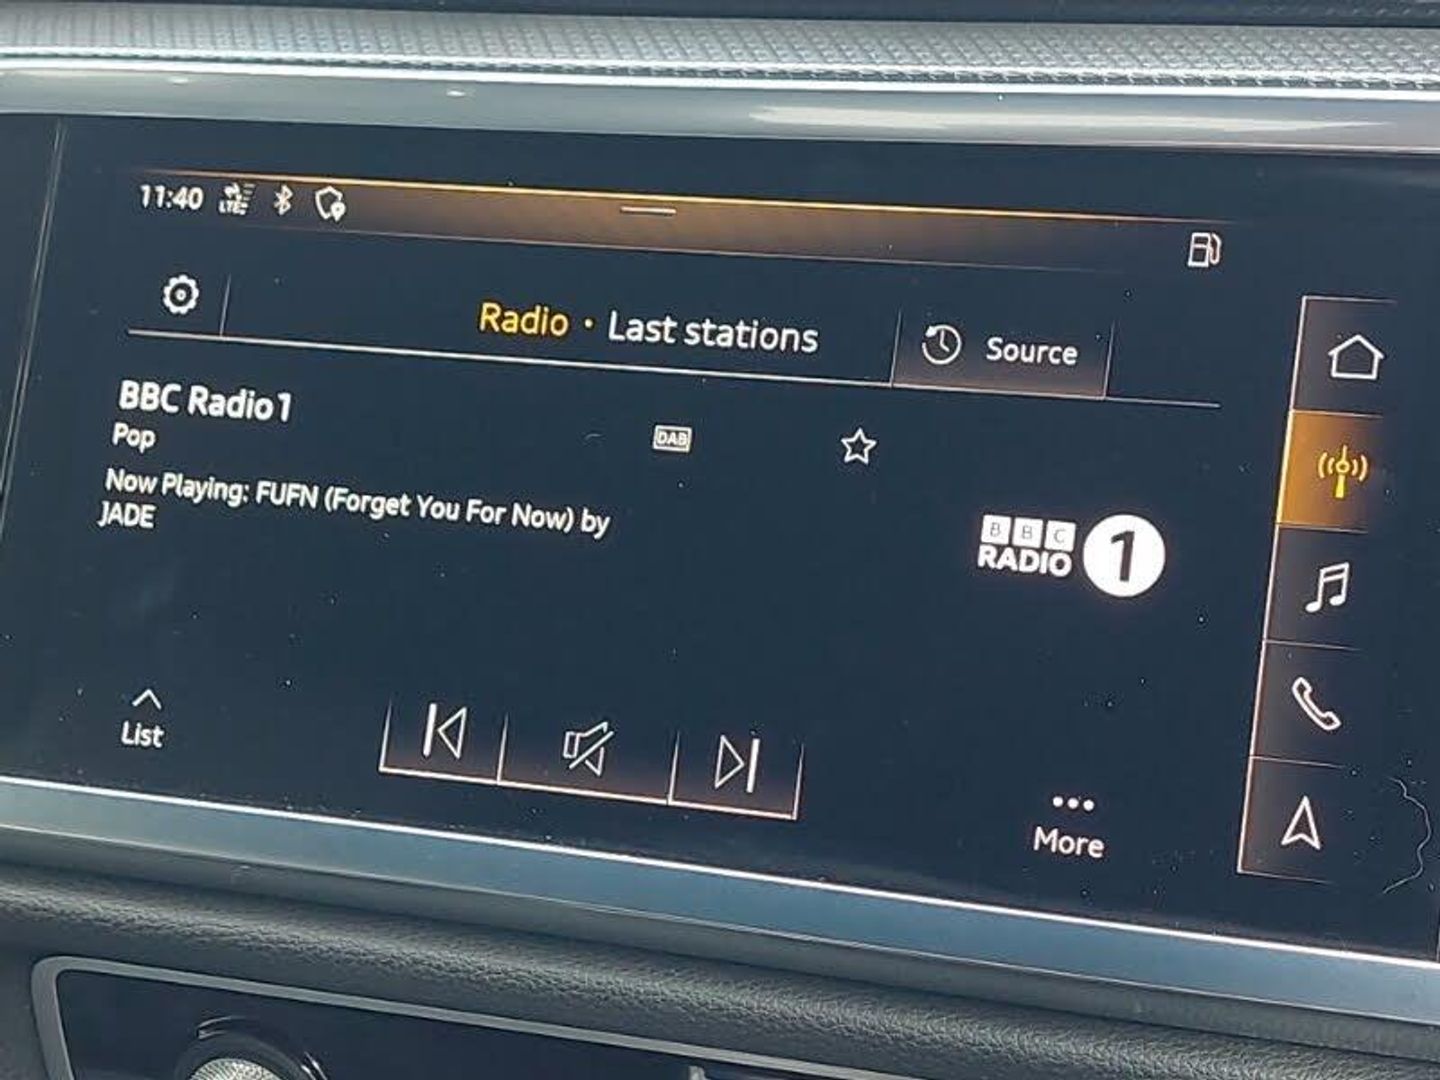 11:40 LTE
Radio · Last stations
Source
BBC Radio 1
Pop
DAB
Now Playing: FUFN (Forget You For Now) by
JADE
BBC
RADIO 1
List
More